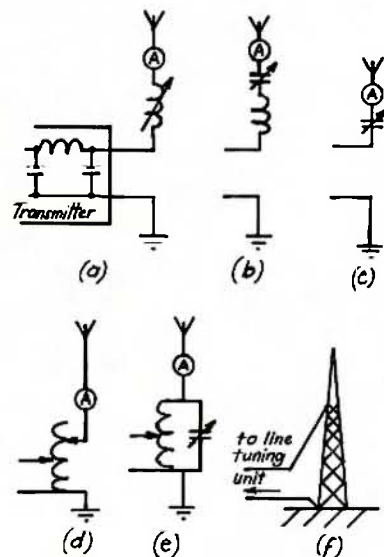 A
A
A
Transmitter
(a)
(b)
(c)
A
A
to line
tuning
unit
(d)
(e)
(f)